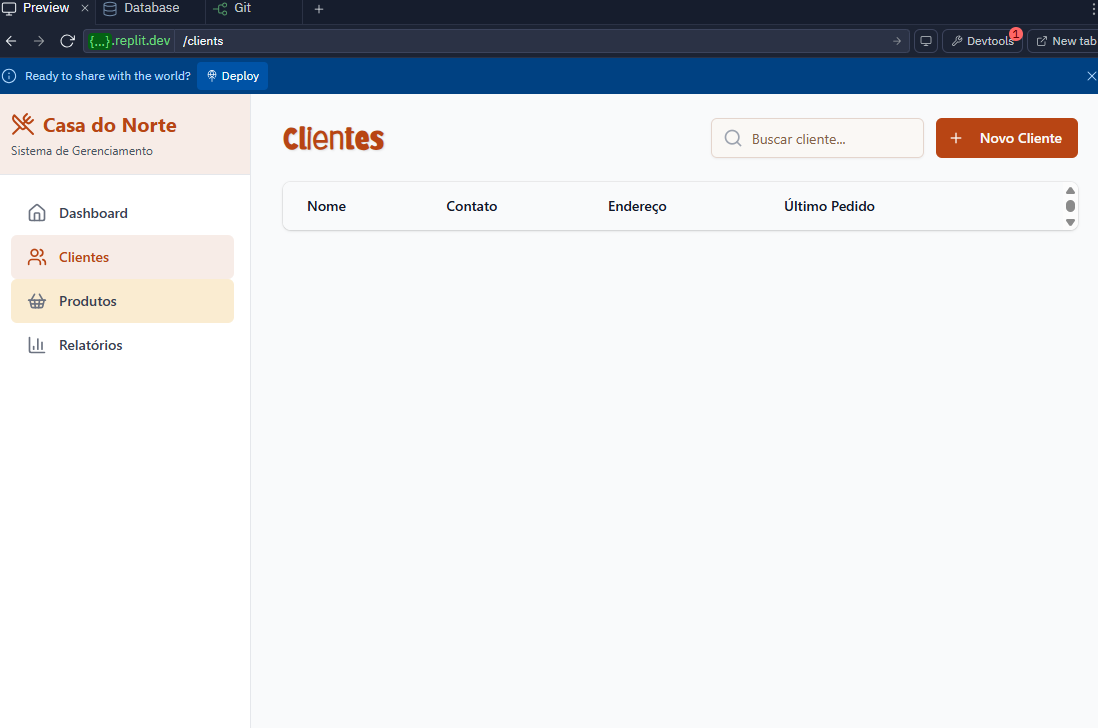 Preview
Database
Git
{...}.replit.dev /clients
Devtools 1
New tab
Ready to share with the world? Deploy
Casa do Norte
Sistema de Gerenciamento
Dashboard
Clientes
Produtos
Relatórios
Clientes
Buscar cliente...
Novo Cliente
Nome Contato Endereço Último Pedido